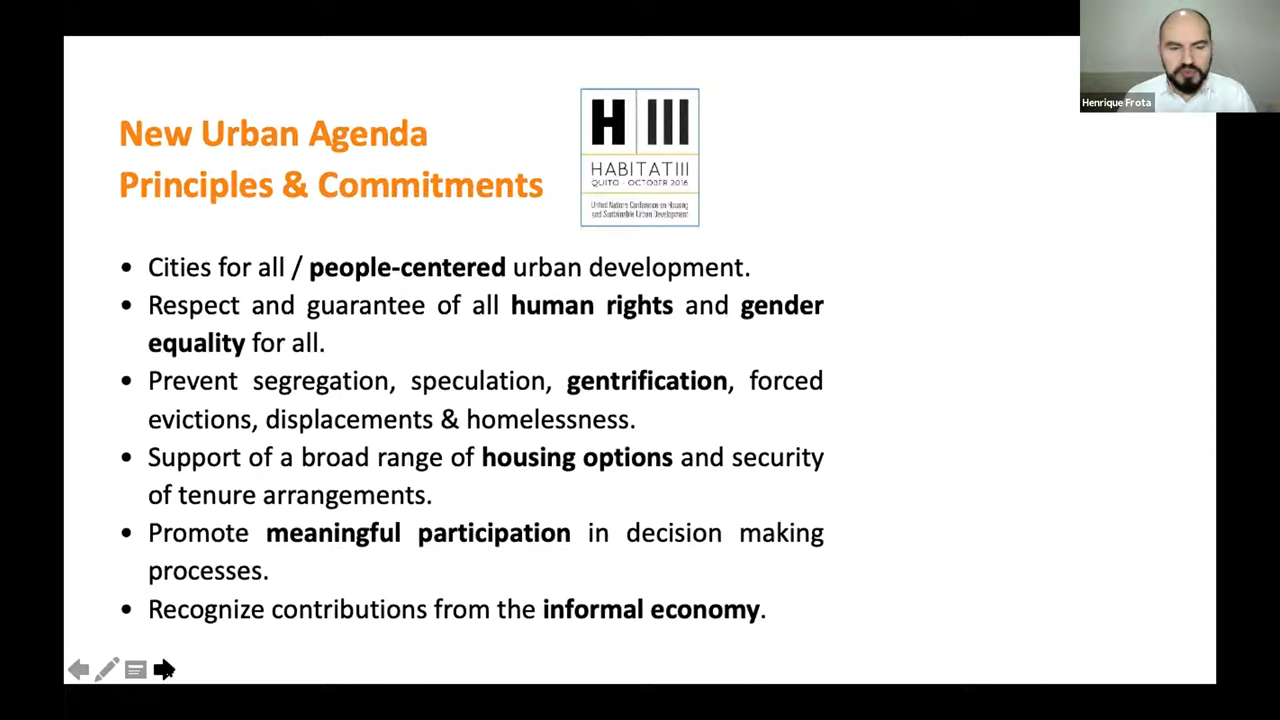 New Urban Agenda
Principles & Commitments
H III
HABITAT III
QUITO - OCTOBER 2016
United Nations Conference on Housing
and Sustainable Urban Development
Henrique Frota
• Cities for all / people-centered urban development.
• Respect and guarantee of all human rights and gender
equality for all.
• Prevent segregation, speculation, gentrification, forced
evictions, displacements & homelessness.
• Support of a broad range of housing options and security
of tenure arrangements.
• Promote meaningful participation in decision making
processes.
• Recognize contributions from the informal economy.